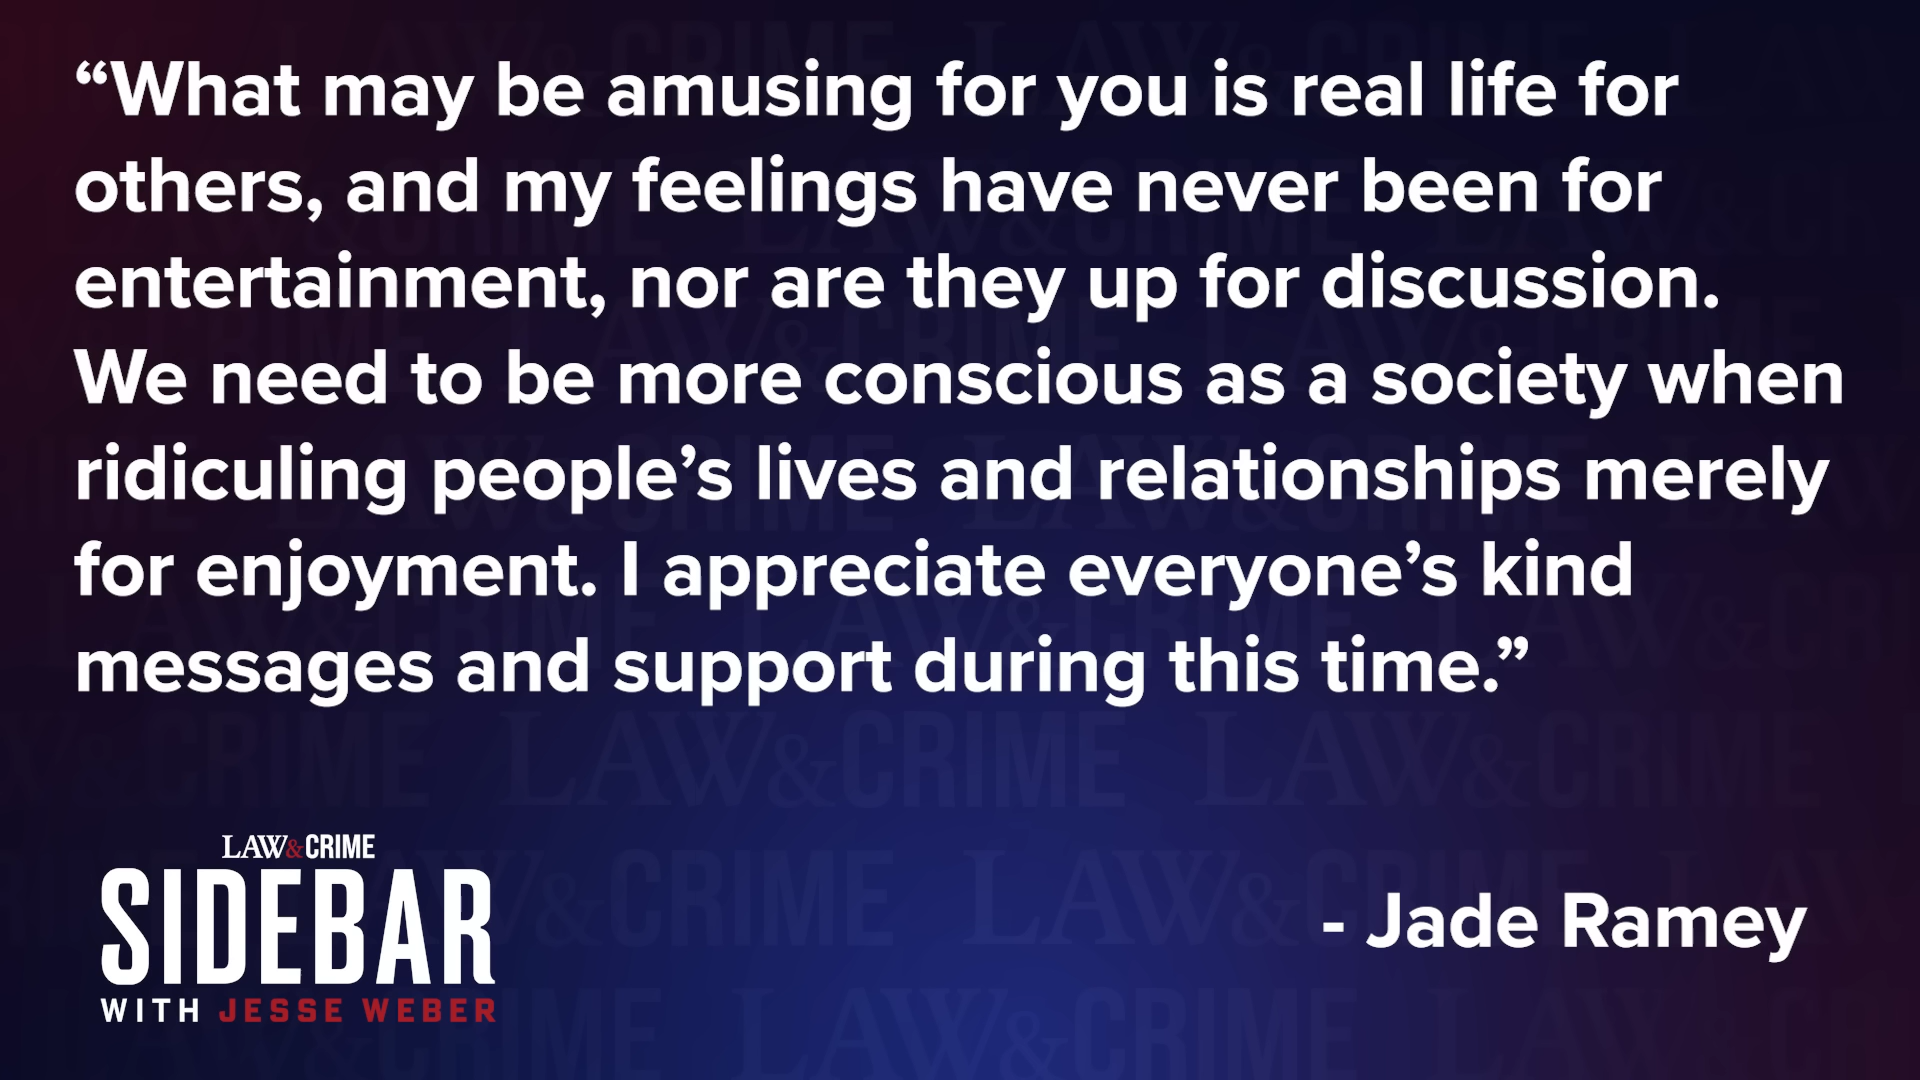 “What may be amusing for you is real life for
others, and my feelings have never been for
entertainment, nor are they up for discussion.
We need to be more conscious as a society when
ridiculing people’s lives and relationships merely
for enjoyment. I appreciate everyone’s kind
messages and support during this time.”
LAW&CRIME
SIDEBAR
WITH JESSE WEBER
- Jade Ramey